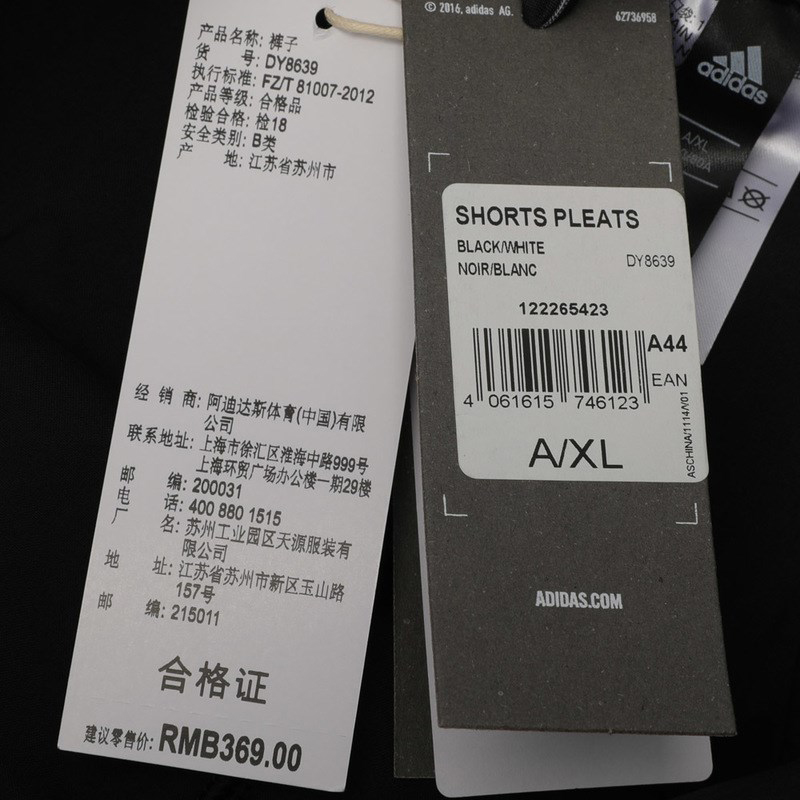 产品名称: 裤子
货 号: DY8639
执行标准: FZ/T 81007-2012
产品等级: 合格品
检验合格: 检18
安全类别: B类
产 地: 江苏省苏州市
经 销 商: 阿迪达斯体育(中国)有限
公司
联系地址: 上海市徐汇区淮海中路999号
上海环贸广场办公楼一期29楼
邮 编: 200031
电 话: 400 880 1515
厂 名: 苏州工业园区天源服装有
限公司
地 址: 江苏省苏州市新区玉山路
157号
邮 编: 215011
合格证
建议零售价: RMB369.00
© 2016, adidas AG.
62736958
SHORTS PLEATS
BLACK/WHITE
NOIR/BLANC
DY8639
122265423
A44
EAN
4 061615 746123
A/XL
ASCHINA/1114/V01
ADIDAS.COM
adidas
A/XL